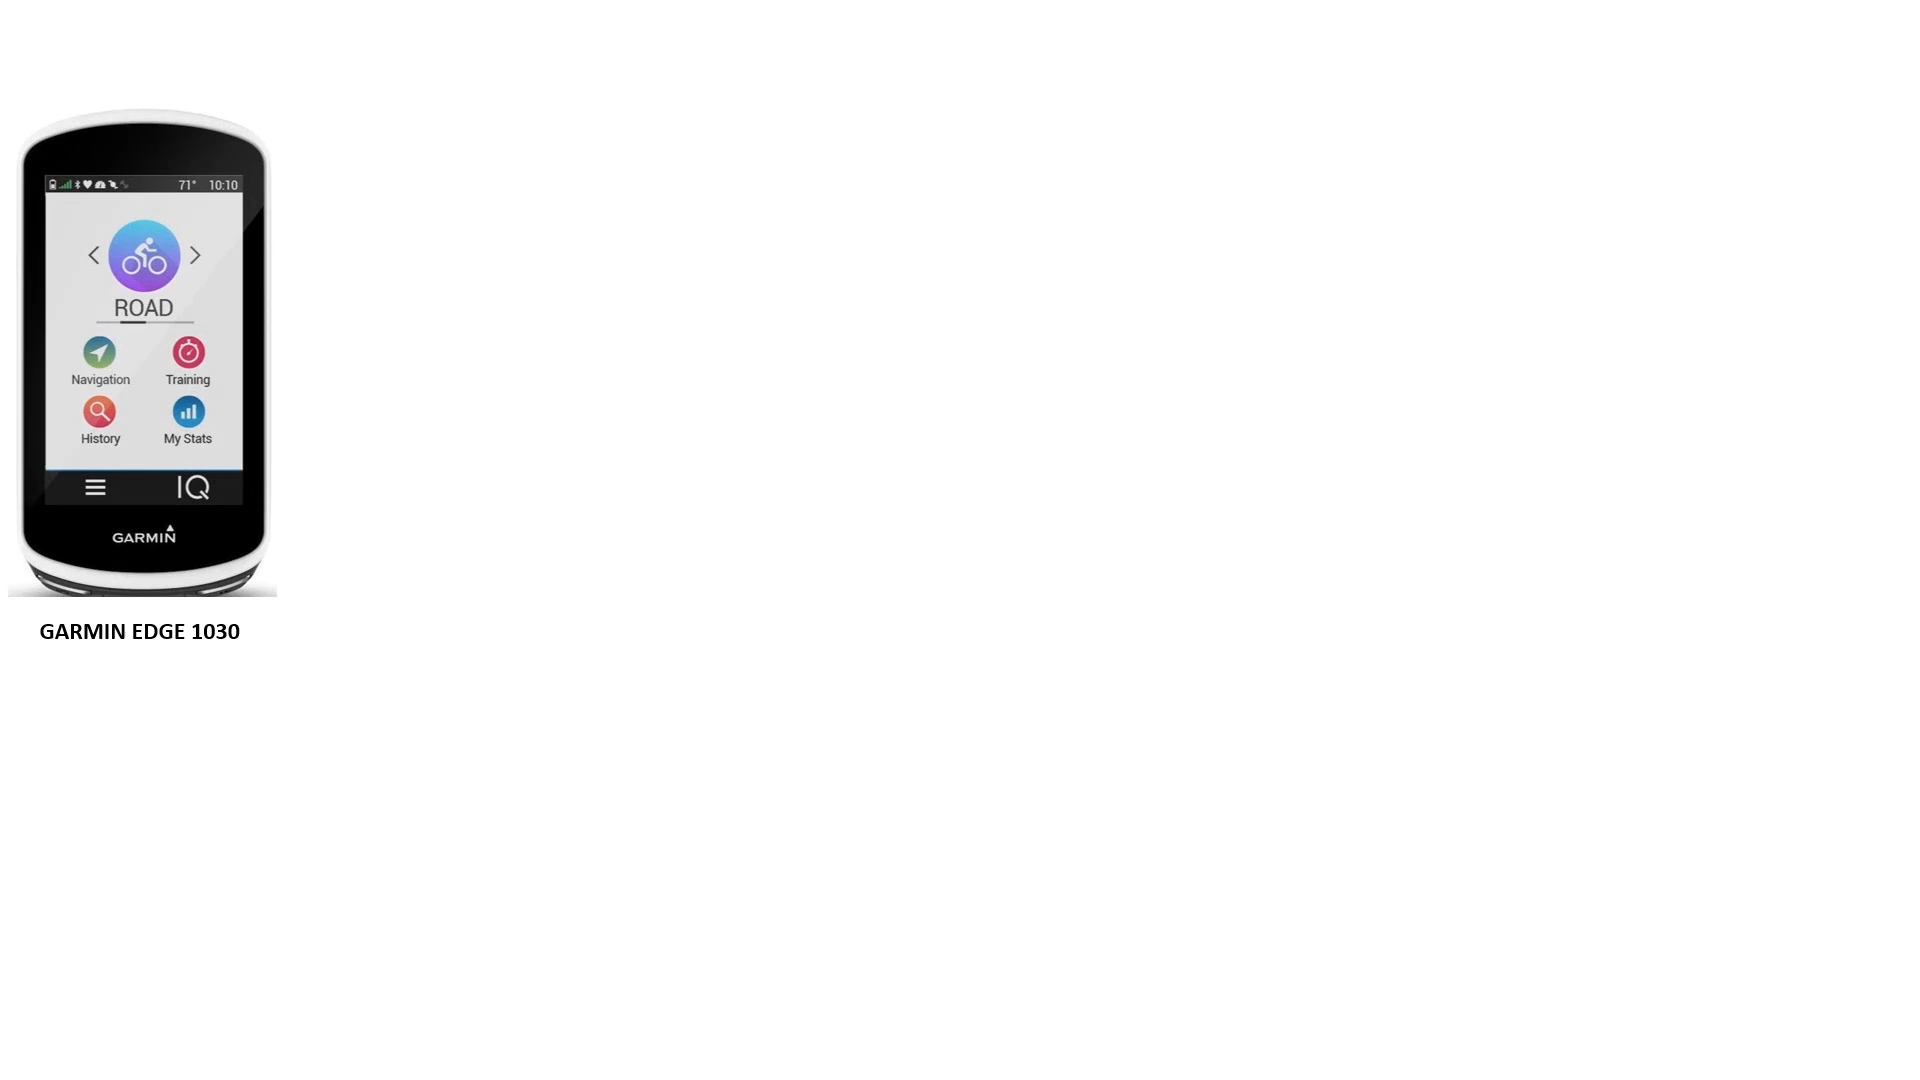 71° 10:10
ROAD
Navigation Training
History My Stats
IQ
GARMIN
GARMIN EDGE 1030